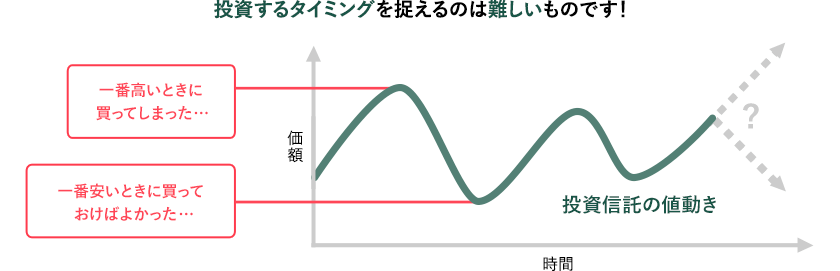 投資するタイミングを捉えるのは難しいものです！
一番高いときに
買ってしまった…
価額
一番安いときに買って
おけばよかった…
?
投資信託の値動き
時間